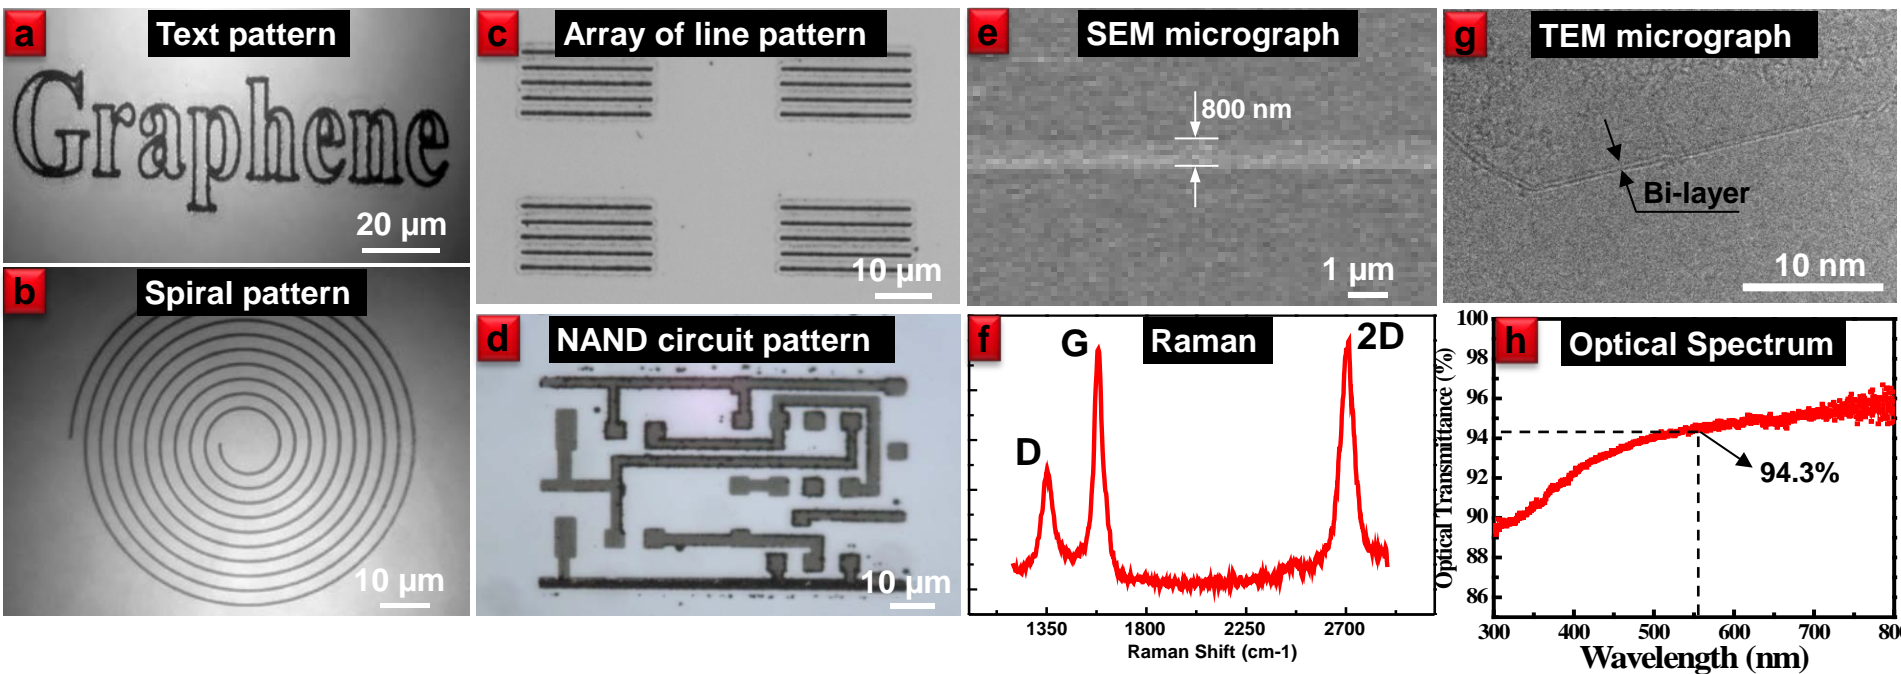 a
Text pattern
Graphene
20 µm
b
Spiral pattern
10 µm
c
Array of line pattern
10 µm
d
NAND circuit pattern
10 µm
e
SEM micrograph
800 nm
1 µm
f
Raman
G
2D
D
1350 1800 2250 2700
Raman Shift (cm-1)
g
TEM micrograph
Bi-layer
10 nm
h
Optical Spectrum
Optical Transmittance (%)
100
98
96
94
92
90
88
86
94.3%
300 400 500 600 700 80
Wavelength (nm)